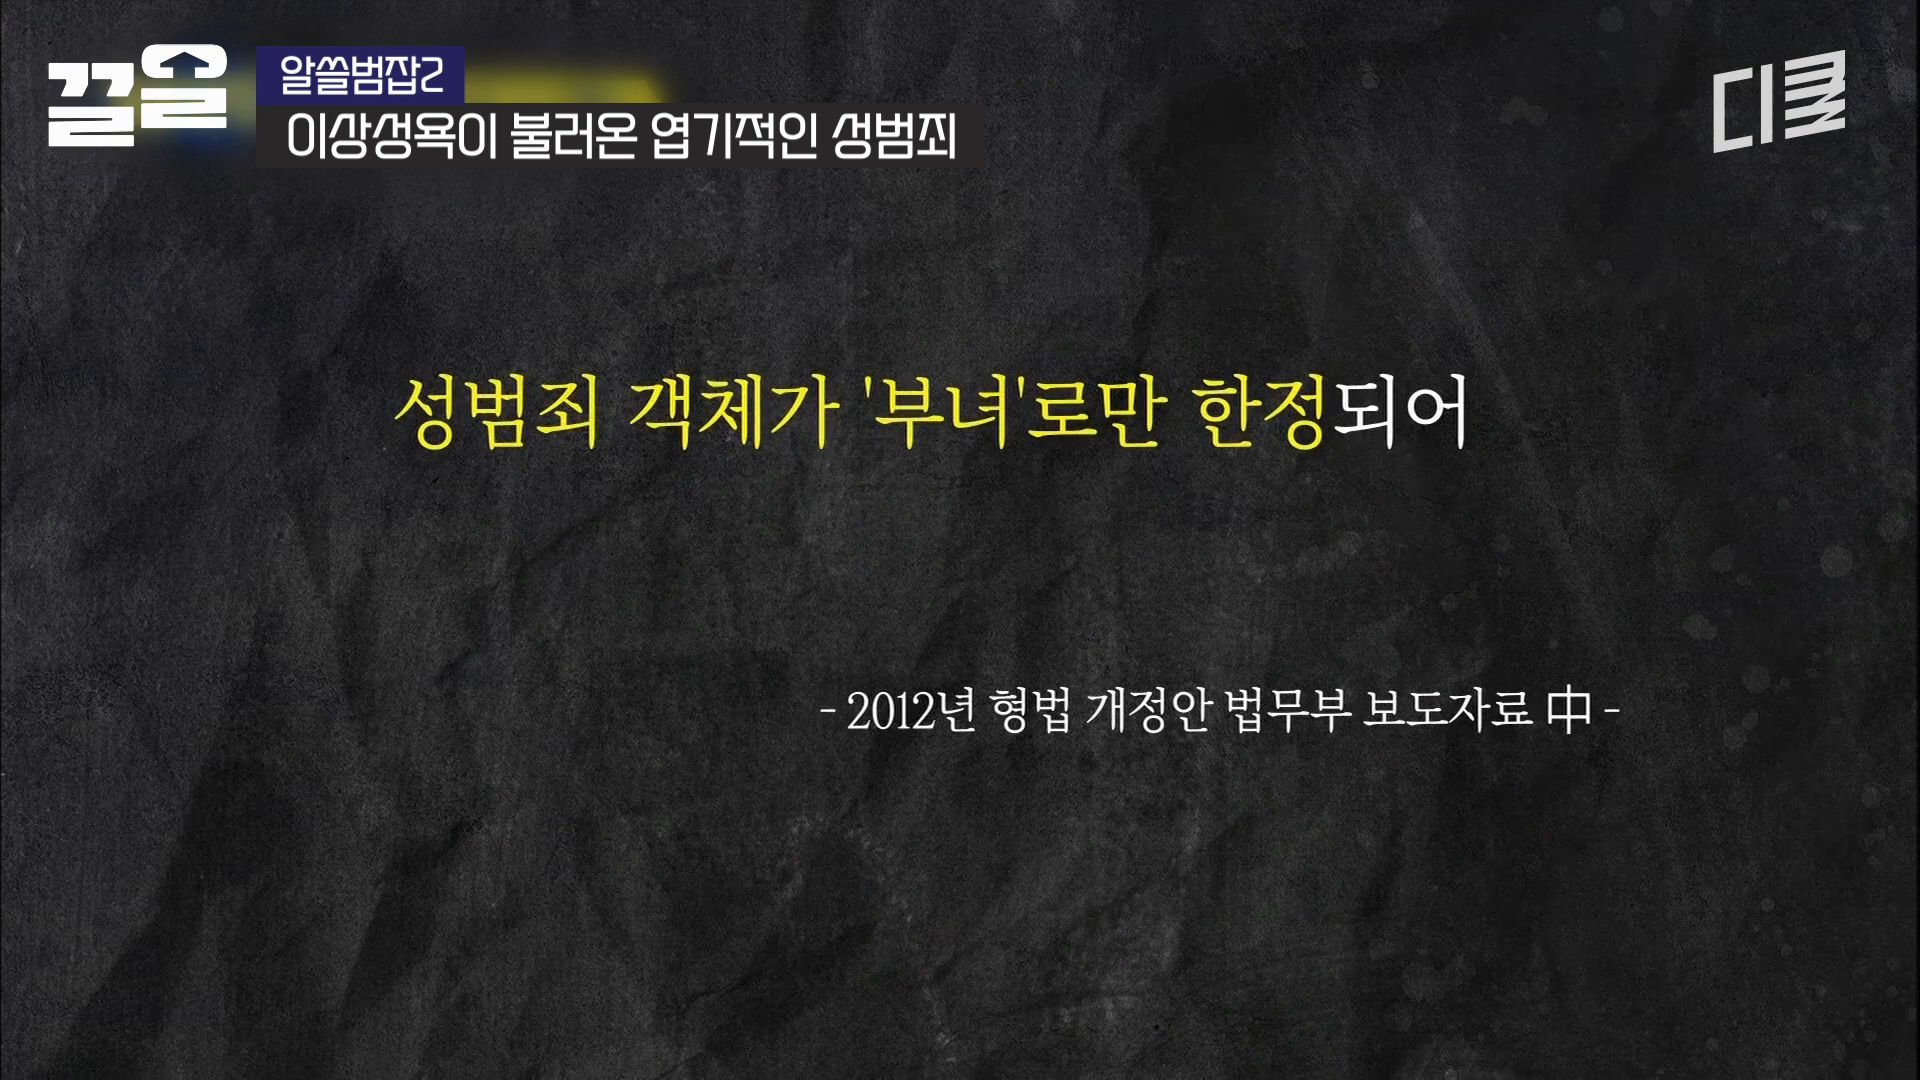 끌올
알쓸범잡2
이상성욕이 불러온 엽기적인 성범죄
디클
성범죄 객체가 '부녀'로만 한정되어
- 2012년 형법 개정안 법무부 보도자료 中 -